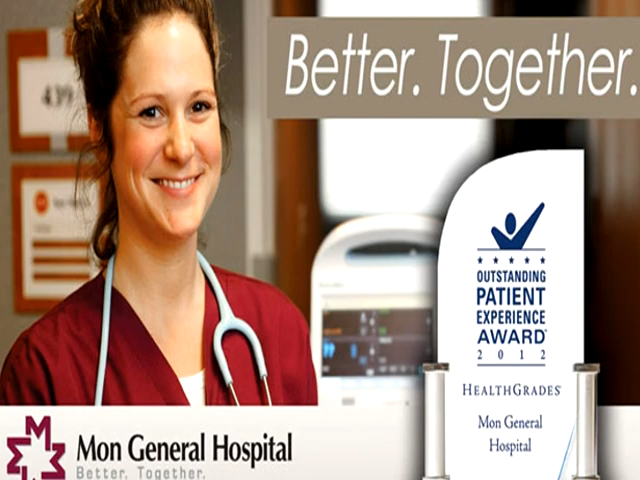 Better. Together.
439
OUTSTANDING
PATIENT
EXPERIENCE
AWARD
2012
HEALTHGRADES®
Mon General
Hospital
Mon General Hospital
Better. Together.